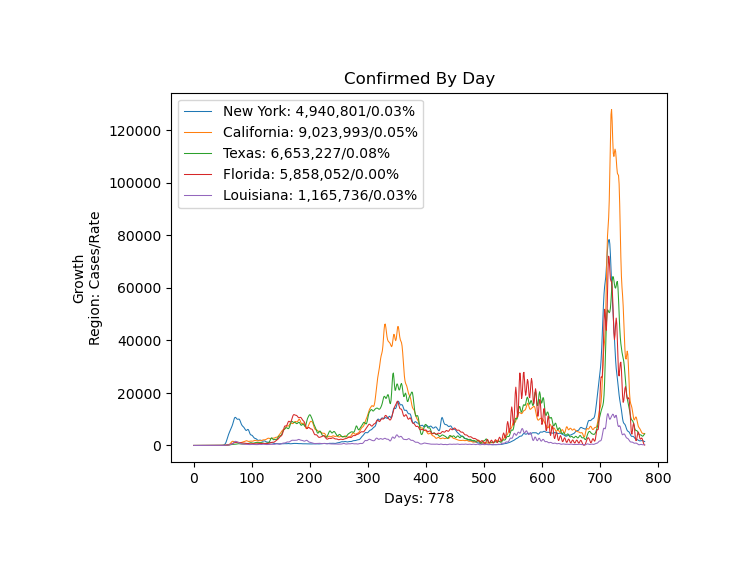 Confirmed By Day
New York: 4,940,801/0.03%
California: 9,023,993/0.05%
Texas: 6,653,227/0.08%
Florida: 5,858,052/0.00%
Louisiana: 1,165,736/0.03%
Growth
Region: Cases/Rate
120000
100000
80000
60000
40000
20000
0
0 100 200 300 400 500 600 700 800
Days: 778